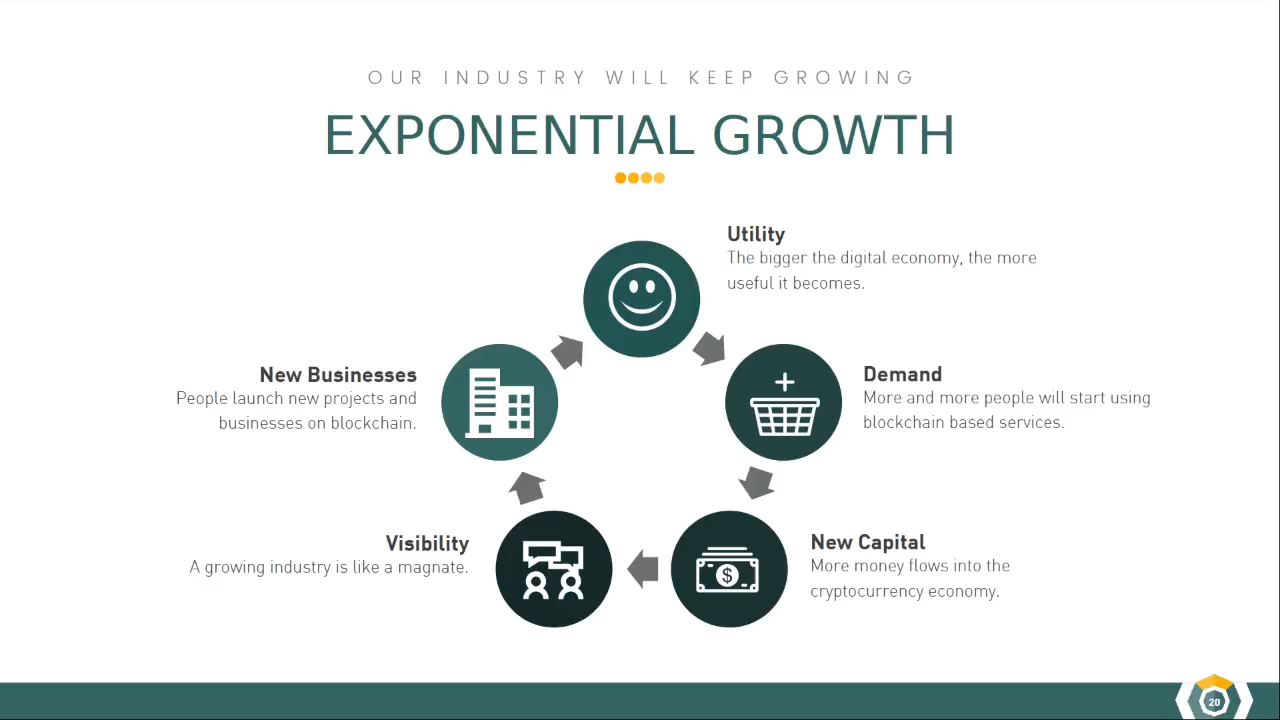 OUR INDUSTRY WILL KEEP GROWING
EXPONENTIAL GROWTH
Utility
The bigger the digital economy, the more
useful it becomes.
Demand
More and more people will start using
blockchain based services.
New Capital
More money flows into the
cryptocurrency economy.
$
Visibility
A growing industry is like a magnate.
New Businesses
People launch new projects and
businesses on blockchain.
20